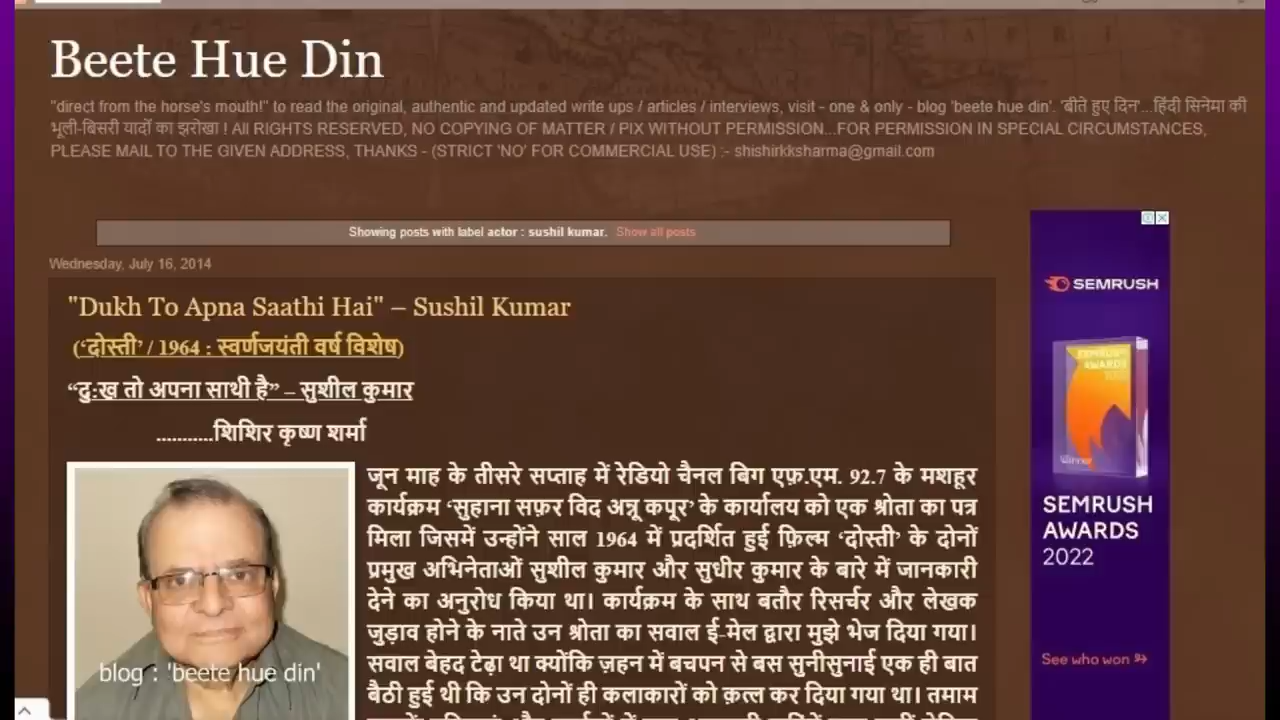 Beete Hue Din
"direct from the horse's mouth!" to read the original, authentic and updated write ups / articles / interviews, visit - one & only - blog 'beete hue din'. 'बीते हुए दिन'...हिंदी सिनेमा की
भूली-बिसरी यादों का झरोखा ! All RIGHTS RESERVED, NO COPYING OF MATTER / PIX WITHOUT PERMISSION...FOR PERMISSION IN SPECIAL CIRCUMSTANCES,
PLEASE MAIL TO THE GIVEN ADDRESS, THANKS - (STRICT 'NO' FOR COMMERCIAL USE) :- shishirkksharma@gmail.com
Showing posts with label actor : sushil kumar. Show all posts
Wednesday, July 16, 2014
"Dukh To Apna Saathi Hai" – Sushil Kumar
(‘दोस्ती’ / 1964 : स्वर्णजयंती वर्ष विशेष)
“दु:ख तो अपना साथी है” – सुशील कुमार
...........शिशिर कृष्ण शर्मा
जून माह के तीसरे सप्ताह में रेडियो चैनल बिग एफ़.एम. 92.7 के मशहूर
कार्यक्रम ‘सुहाना सफ़र विद अन्नू कपूर’ के कार्यालय को एक श्रोता का पत्र
मिला जिसमें उन्होंने साल 1964 में प्रदर्शित हुई फ़िल्म ‘दोस्ती’ के दोनों
प्रमुख अभिनेताओं सुशील कुमार और सुधीर कुमार के बारे में जानकारी
देने का अनुरोध किया था। कार्यक्रम के साथ बतौर रिसर्चर और लेखक
जुड़ाव होने के नाते उन श्रोता का सवाल ई-मेल द्वारा मुझे भेज दिया गया।
सवाल बेहद टेढ़ा था क्योंकि ज़हन में बचपन से बस सुनीसुनाई एक ही बात
बैठी हुई थी कि उन दोनों ही कलाकारों को क़त्ल कर दिया गया था। तमाम
blog : 'beete hue din'
SEMRUSH
SEMRUSH
AWARDS
2022
Winner
SEMRUSH
AWARDS
2022
See who won